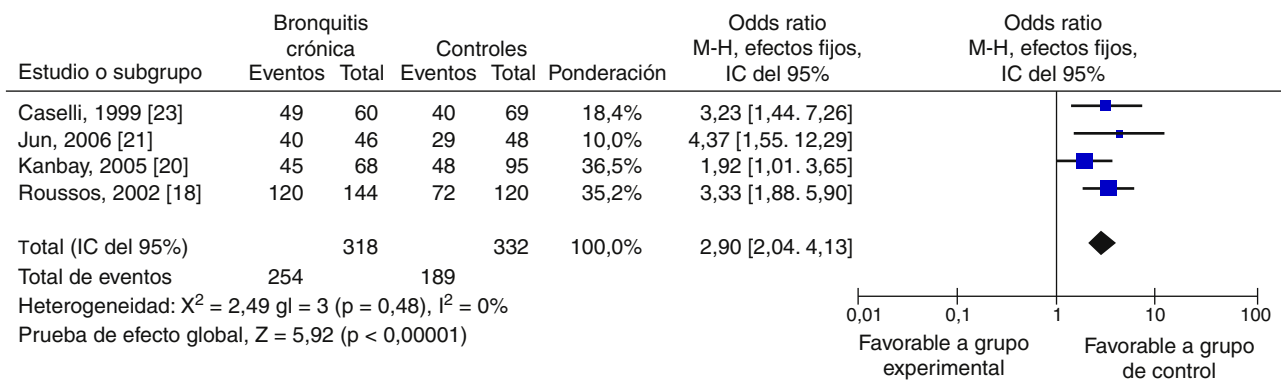 Bronquitis crónica Controles Odds ratio Odds ratio
M-H, efectos fijos, M-H, efectos fijos,
Estudio o subgrupo Eventos Total Eventos Total Ponderación IC del 95% IC del 95%
Caselli, 1999 [23] 49 60 40 69 18,4% 3,23 [1,44. 7,26]
Jun, 2006 [21] 40 46 29 48 10,0% 4,37 [1,55. 12,29]
Kanbay, 2005 [20] 45 68 48 95 36,5% 1,92 [1,01. 3,65]
Roussos, 2002 [18] 120 144 72 120 35,2% 3,33 [1,88. 5,90]
Total (IC del 95%) 318 332 100,0% 2,90 [2,04. 4,13]
Total de eventos 254 189
Heterogeneidad: X² = 2,49 gl = 3 (p = 0,48), I² = 0%
Prueba de efecto global, Z = 5,92 (p < 0,00001)
0,01 0,1 1 10 100
Favorable a grupo experimental
Favorable a grupo de control